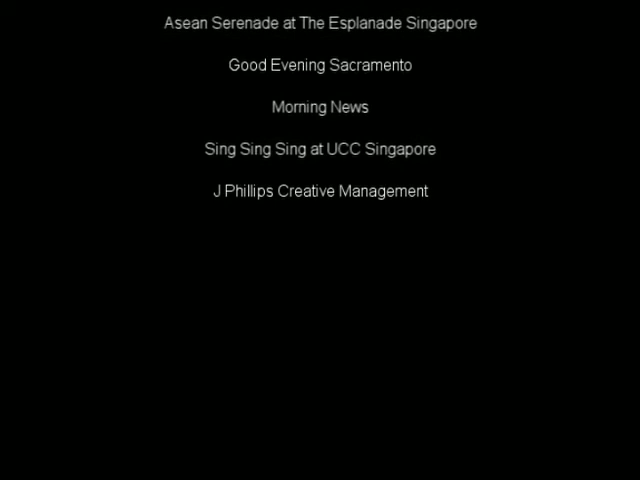 Asean Serenade at The Esplanade Singapore
Good Evening Sacramento
Morning News
Sing Sing Sing at UCC Singapore
J Phillips Creative Management